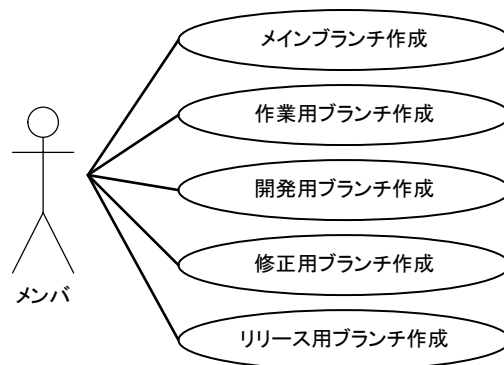 メインブランチ作成
作業用ブランチ作成
開発用ブランチ作成
修正用ブランチ作成
メンバ
リリース用ブランチ作成